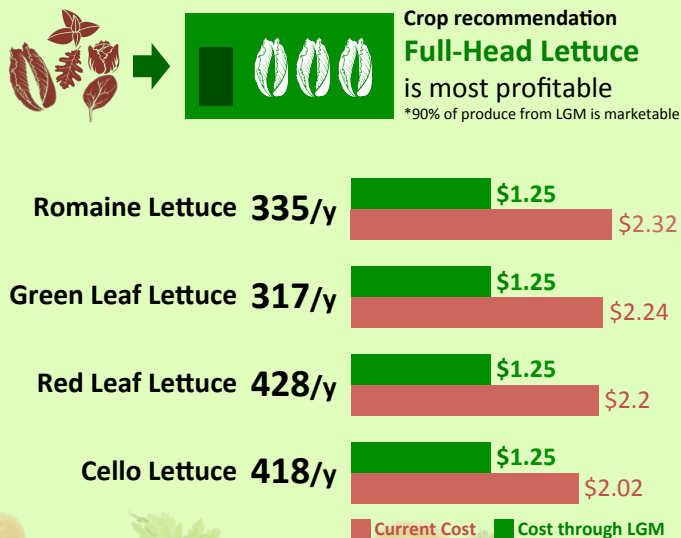 Crop recommendation
Full-Head Lettuce
is most profitable
*90% of produce from LGM is marketable
Romaine Lettuce 335/y
$1.25
$2.32
Green Leaf Lettuce 317/y
$1.25
$2.24
Red Leaf Lettuce 428/y
$1.25
$2.2
Cello Lettuce 418/y
$1.25
$2.02
Current Cost Cost through LGM